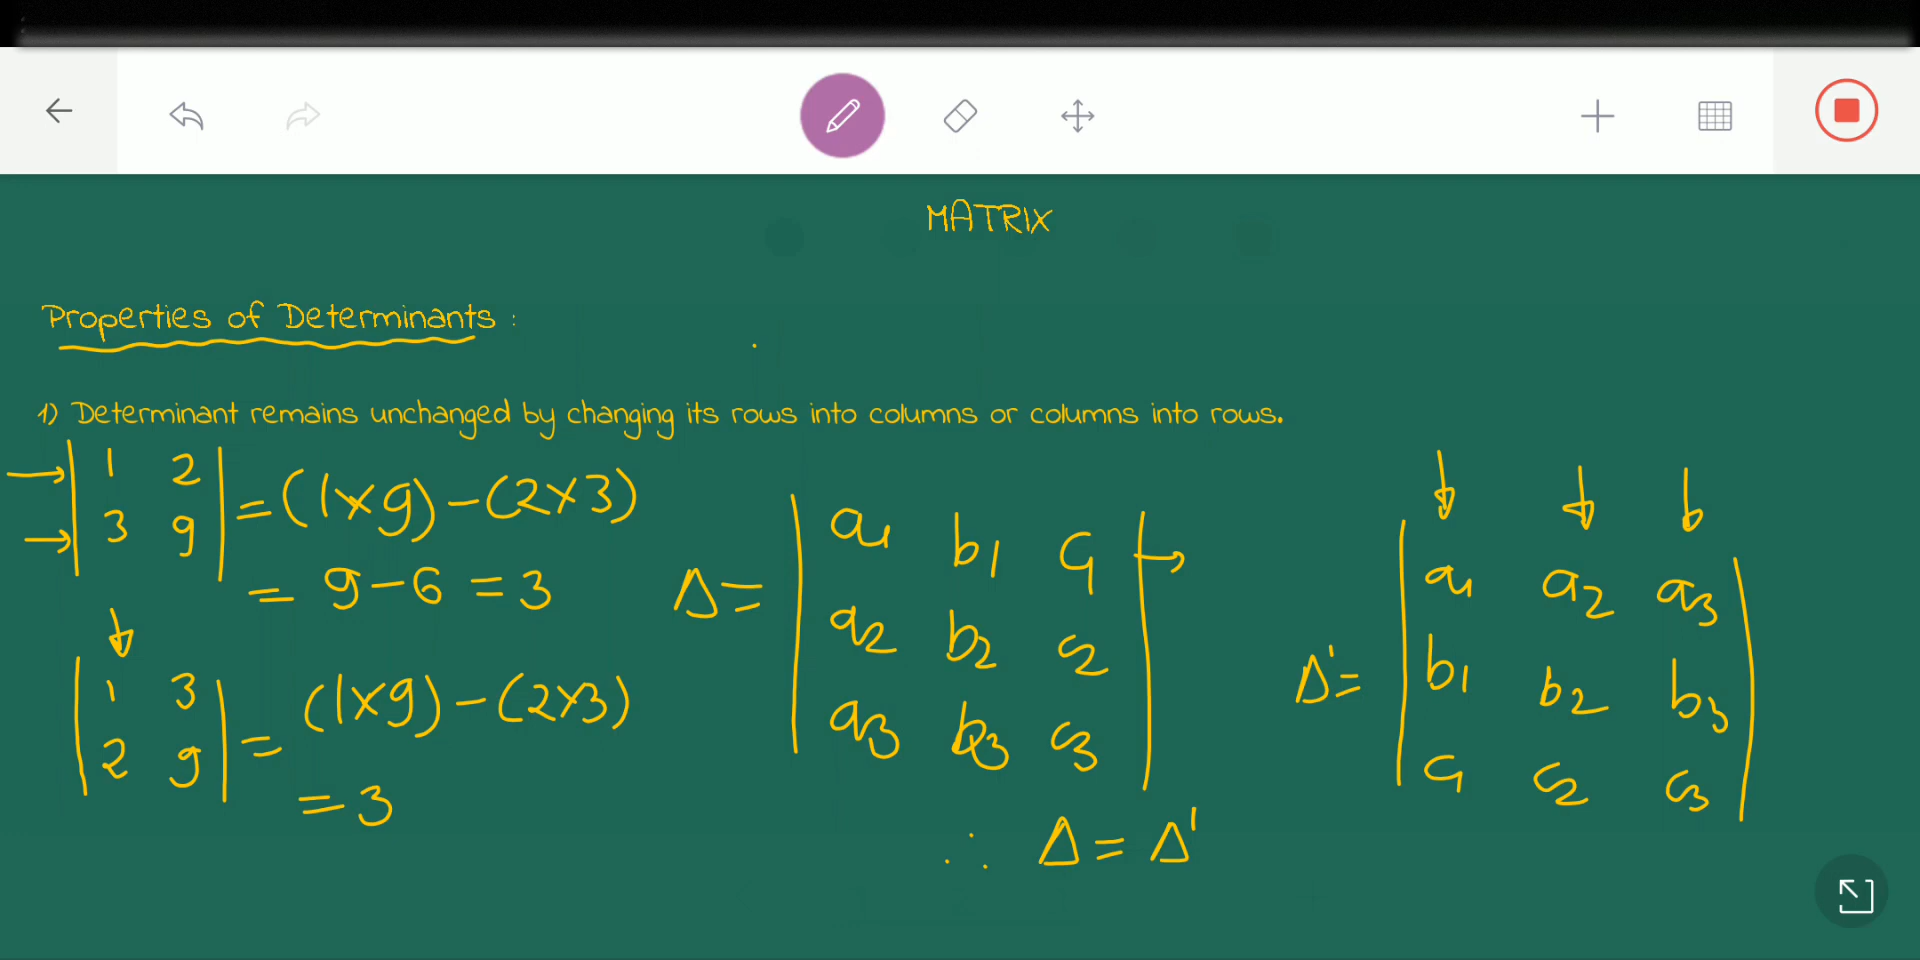 MATRIX
Properties of Determinants :
1) Determinant remains unchanged by changing its rows into columns or columns into rows.
→ | 1 2 |
→ | 3 9 | = (1×9) − (2×3)
= 9 − 6 = 3
↓
| 1 3 |
| 2 9 | = (1×9) − (2×3)
= 3
| a1 b1 c1 | →
Δ = | a2 b2 c2 |
| a3 b3 c3 |
↓ ↓ ↓
| a1 a2 a3 |
Δ' = | b1 b2 b3 |
| c1 c2 c3 |
∴ Δ = Δ'